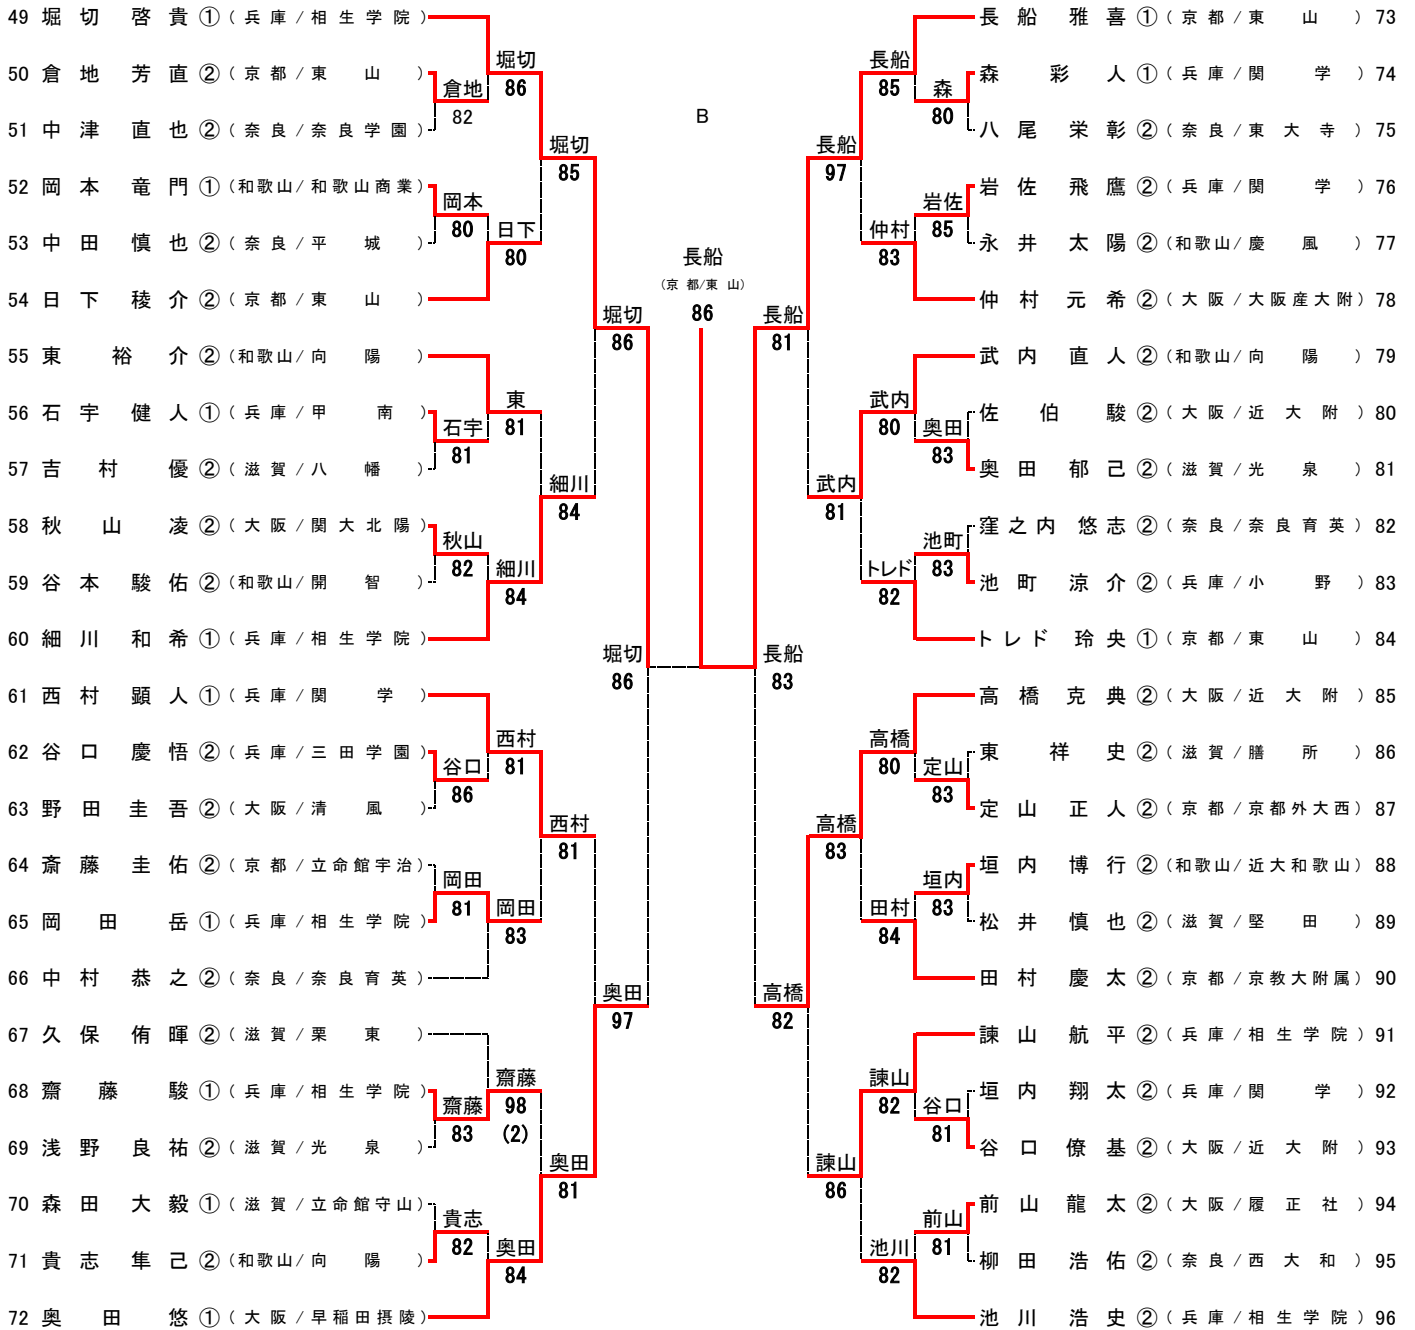 B
49 堀切 啓貴 ① (兵庫/相生学院)
50 倉地 芳直 ② (京都/東山)
51 中津 直也 ② (奈良/奈良学園)
52 岡本 竜門 ① (和歌山/和歌山商業)
53 中田 慎也 ② (奈良/平城)
54 日下 稜介 ② (京都/東山)
55 東 裕介 ② (和歌山/向陽)
56 石宇 健人 ① (兵庫/甲南)
57 吉村 優 ② (滋賀/八幡)
58 秋山 凌 ② (大阪/関大北陽)
59 谷本 駿佑 ② (和歌山/開智)
60 細川 和希 ① (兵庫/相生学院)
61 西村 顕人 ① (兵庫/関学)
62 谷口 慶悟 ② (兵庫/三田学園)
63 野田 圭吾 ② (大阪/清風)
64 斎藤 圭佑 ② (京都/立命館宇治)
65 岡田 岳 ① (兵庫/相生学院)
66 中村 恭之 ② (奈良/奈良育英)
67 久保 侑暉 ② (滋賀/栗東)
68 齋藤 駿 ① (兵庫/相生学院)
69 浅野 良祐 ② (滋賀/光泉)
70 森田 大毅 ① (滋賀/立命館守山)
71 貴志 隼己 ② (和歌山/向陽)
72 奥田 悠 ① (大阪/早稲田摂陵)
倉地
82
岡本
80
石宇
81
秋山
82
谷口
86
岡田
81
齋藤
83
貴志
82
堀切
86
日下
80
東
81
細川
84
西村
81
岡田
83
齋藤
98
(2)
奥田
84
堀切
85
細川
84
西村
81
奥田
81
堀切
86
奥田
97
堀切
86
長船
(京都/東山)
86
長船
83
長船
81
高橋
82
長船
97
武内
81
高橋
83
諫山
86
長船
85
仲村
83
武内
80
トレド
82
高橋
80
田村
84
諫山
82
池川
82
森
80
岩佐
85
奥田
83
池町
83
定山
83
垣内
83
谷口
81
前山
81
長船 雅喜 ① (京都/東山) 73
森 彩人 ① (兵庫/関学) 74
八尾 栄彰 ② (奈良/東大寺) 75
岩佐 飛鷹 ② (兵庫/関学) 76
永井 太陽 ② (和歌山/慶風) 77
仲村 元希 ② (大阪/大阪産大附) 78
武内 直人 ② (和歌山/向陽) 79
佐伯 駿 ② (大阪/近大附) 80
奥田 郁己 ② (滋賀/光泉) 81
窪之内 悠志 ② (奈良/奈良育英) 82
池町 涼介 ② (兵庫/小野) 83
トレド 玲央 ① (京都/東山) 84
高橋 克典 ② (大阪/近大附) 85
東 祥史 ② (滋賀/膳所) 86
定山 正人 ② (京都/京都外大西) 87
垣内 博行 ② (和歌山/近大和歌山) 88
松井 慎也 ② (滋賀/堅田) 89
田村 慶太 ② (京都/京教大附属) 90
諫山 航平 ② (兵庫/相生学院) 91
垣内 翔太 ② (兵庫/関学) 92
谷口 僚基 ② (大阪/近大附) 93
前山 龍太 ② (大阪/履正社) 94
柳田 浩佑 ② (奈良/西大和) 95
池川 浩史 ② (兵庫/相生学院) 96